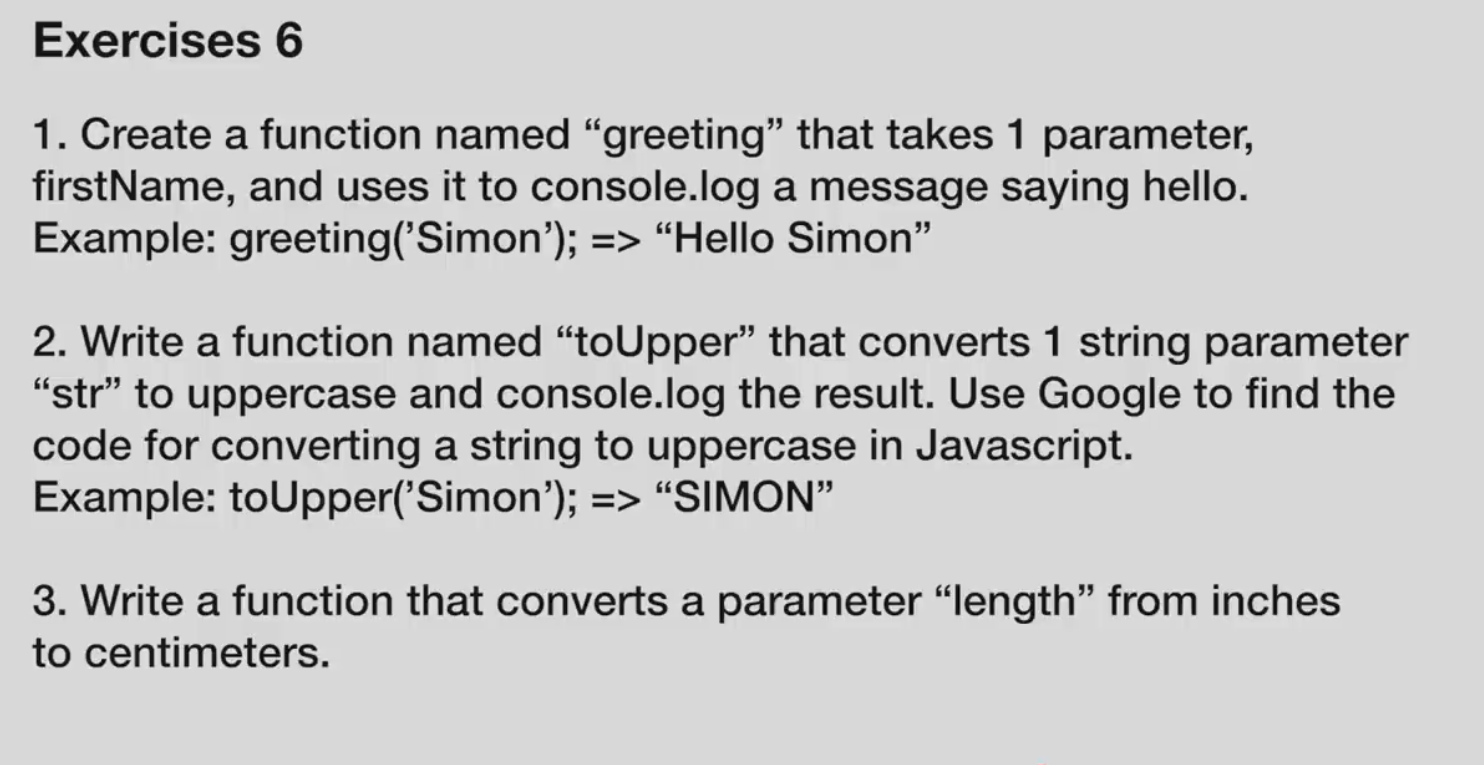 Exercises 6
1. Create a function named “greeting” that takes 1 parameter,
firstName, and uses it to console.log a message saying hello.
Example: greeting(’Simon’); => “Hello Simon”
2. Write a function named “toUpper” that converts 1 string parameter
“str” to uppercase and console.log the result. Use Google to find the
code for converting a string to uppercase in Javascript.
Example: toUpper(’Simon’); => “SIMON”
3. Write a function that converts a parameter “length” from inches
to centimeters.